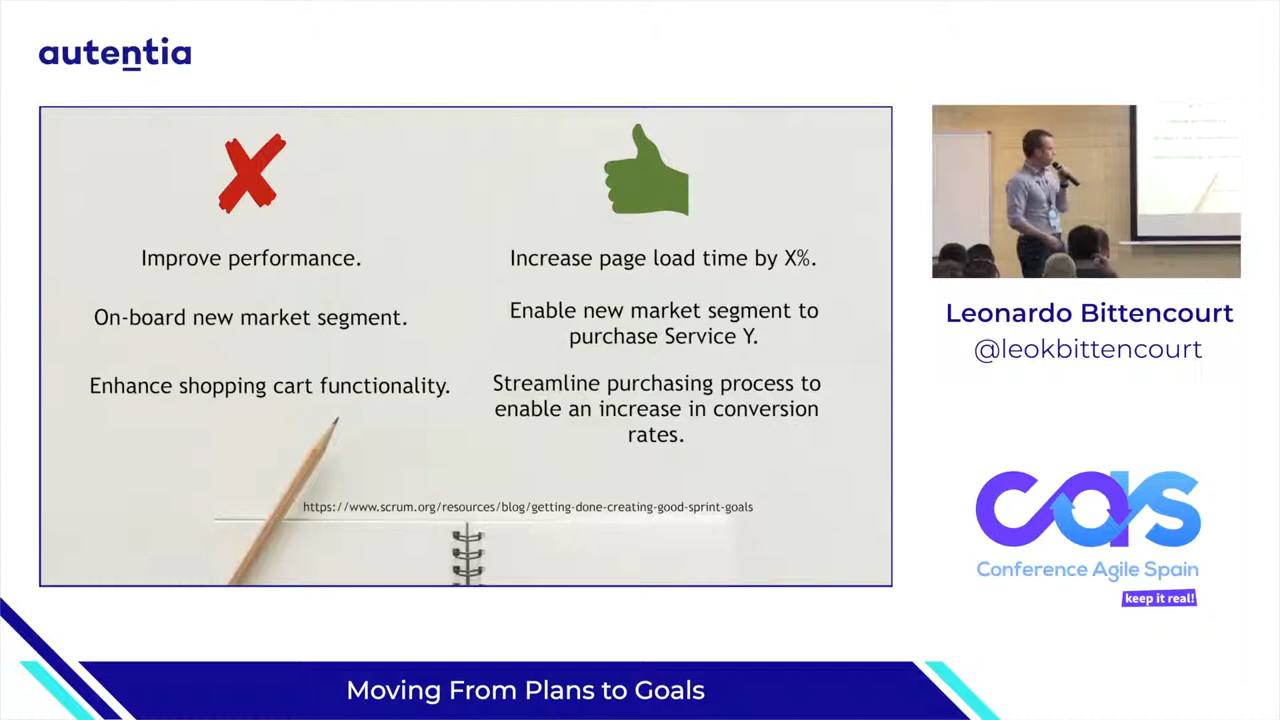 autentia
Improve performance.
On-board new market segment.
Enhance shopping cart functionality.
Increase page load time by X%.
Enable new market segment to
purchase Service Y.
Streamline purchasing process to
enable an increase in conversion
rates.
https://www.scrum.org/resources/blog/getting-done-creating-good-sprint-goals
Leonardo Bittencourt
@leokbittencourt
cas
Conference Agile Spain
keep it real!
Moving From Plans to Goals